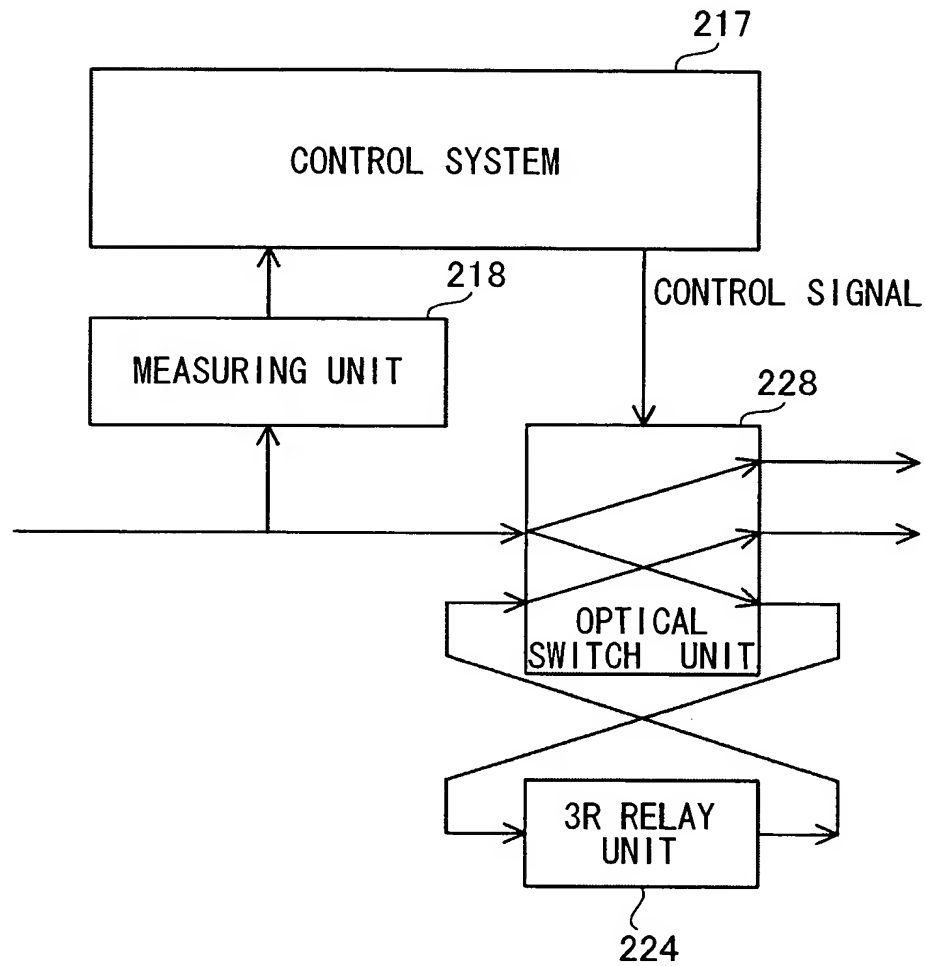 217
CONTROL SYSTEM
218
CONTROL SIGNAL
MEASURING UNIT
228
OPTICAL
SWITCH UNIT
3R RELAY
UNIT
224